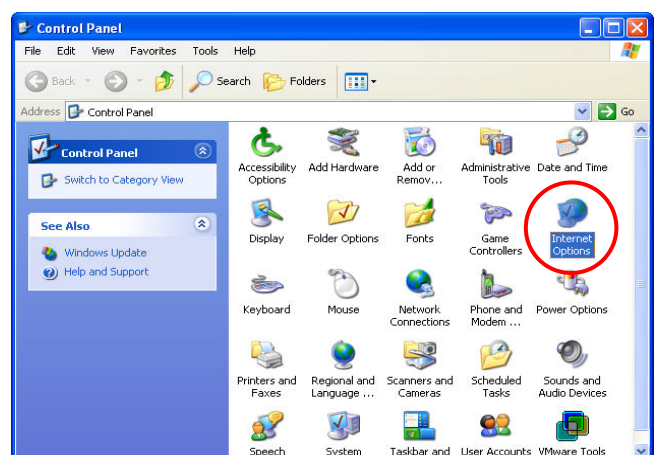 Control Panel
File Edit View Favorites Tools Help
Back Search Folders
Address Control Panel Go
Control Panel
Switch to Category View
See Also
Windows Update
Help and Support
Accessibility Options
Add Hardware
Add or Remov...
Administrative Tools
Date and Time
Display
Folder Options
Fonts
Game Controllers
Internet Options
Keyboard
Mouse
Network Connections
Phone and Modem ...
Power Options
Printers and Faxes
Regional and Language ...
Scanners and Cameras
Scheduled Tasks
Sounds and Audio Devices
Speech
System
Taskbar and
User Accounts
VMware Tools